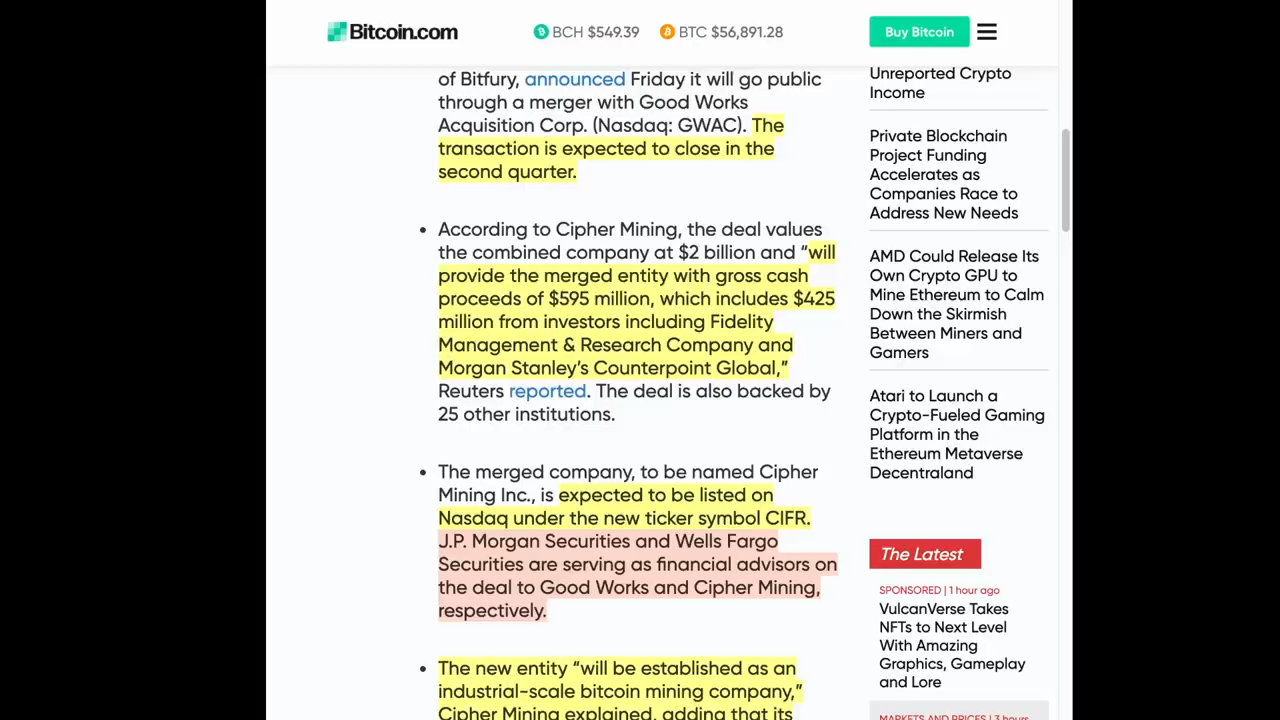 Bitcoin.com
BCH $549.39
BTC $56,891.28
Buy Bitcoin
of Bitfury, announced Friday it will go public
through a merger with Good Works
Acquisition Corp. (Nasdaq: GWAC). The
transaction is expected to close in the
second quarter.
• According to Cipher Mining, the deal values
the combined company at $2 billion and “will
provide the merged entity with gross cash
proceeds of $595 million, which includes $425
million from investors including Fidelity
Management & Research Company and
Morgan Stanley’s Counterpoint Global,”
Reuters reported. The deal is also backed by
25 other institutions.
• The merged company, to be named Cipher
Mining Inc., is expected to be listed on
Nasdaq under the new ticker symbol CIFR.
J.P. Morgan Securities and Wells Fargo
Securities are serving as financial advisors on
the deal to Good Works and Cipher Mining,
respectively.
• The new entity “will be established as an
industrial-scale bitcoin mining company,”
Cipher Mining explained, adding that its
Unreported Crypto
Income
Private Blockchain
Project Funding
Accelerates as
Companies Race to
Address New Needs
AMD Could Release Its
Own Crypto GPU to
Mine Ethereum to Calm
Down the Skirmish
Between Miners and
Gamers
Atari to Launch a
Crypto-Fueled Gaming
Platform in the
Ethereum Metaverse
Decentraland
The Latest
SPONSORED | 1 hour ago
VulcanVerse Takes
NFTs to Next Level
With Amazing
Graphics, Gameplay
and Lore
MARKETS AND PRICES | 3 hours